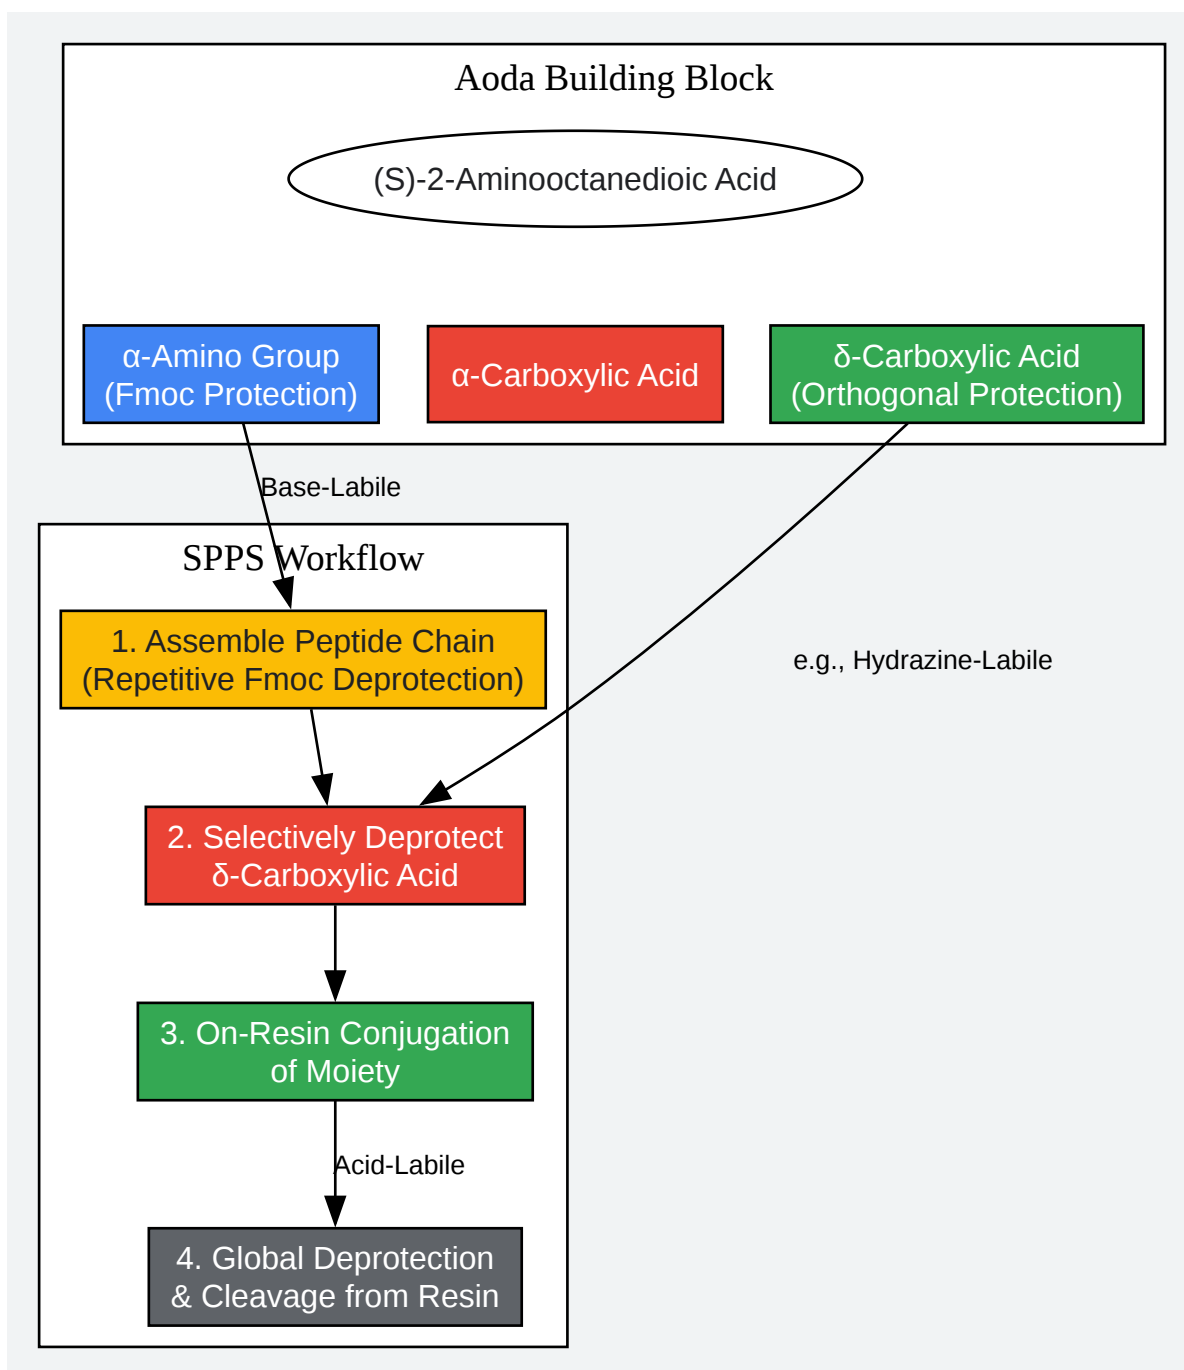 Aoda Building Block
(S)-2-Aminooctanedioic Acid
α-Amino Group
(Fmoc Protection)
α-Carboxylic Acid
δ-Carboxylic Acid
(Orthogonal Protection)
Base-Labile
SPPS Workflow
1. Assemble Peptide Chain
(Repetitive Fmoc Deprotection)
e.g., Hydrazine-Labile
2. Selectively Deprotect
δ-Carboxylic Acid
3. On-Resin Conjugation
of Moiety
Acid-Labile
4. Global Deprotection
& Cleavage from Resin